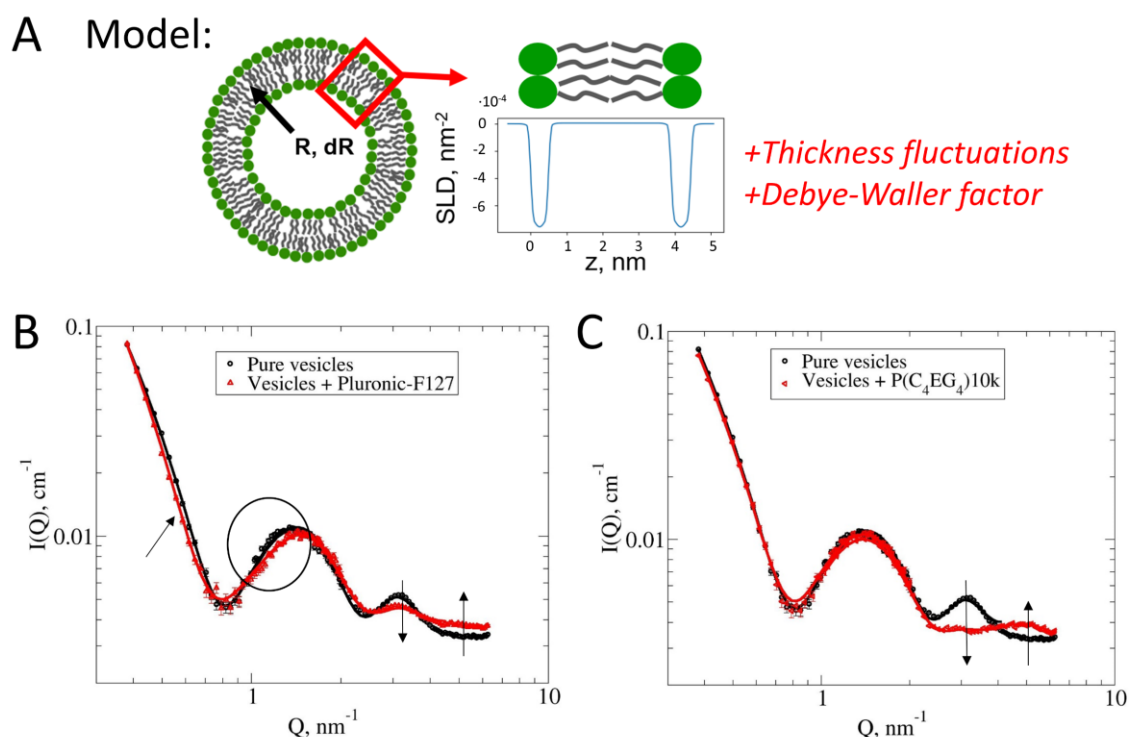 A Model:
R, dR
·10⁻⁴
0
-2
-4
-6
SLD, nm⁻²
0 1 2 3 4 5
z, nm
+Thickness fluctuations
+Debye-Waller factor
B
0.1
0.01
I(Q), cm⁻¹
Pure vesicles
Vesicles + Pluronic-F127
1 10
Q, nm⁻¹
C
0.1
0.01
I(Q), cm⁻¹
Pure vesicles
Vesicles + P(C₄EG₄)10k
1 10
Q, nm⁻¹